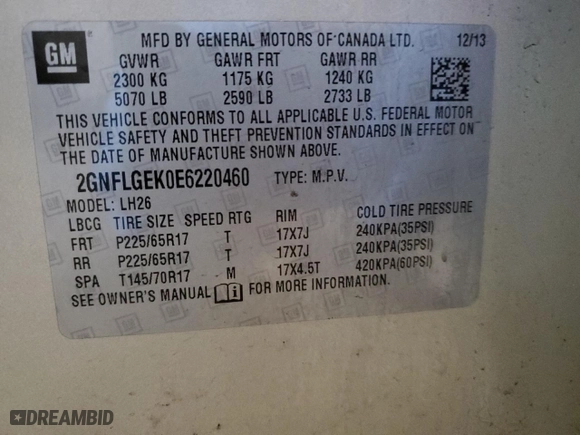 GM
MFD BY GENERAL MOTORS OF CANADA LTD. 12/13
GVWR GAWR FRT GAWR RR
2300 KG 1175 KG 1240 KG
5070 LB 2590 LB 2733 LB
THIS VEHICLE CONFORMS TO ALL APPLICABLE U.S. FEDERAL MOTOR
VEHICLE SAFETY AND THEFT PREVENTION STANDARDS IN EFFECT ON
THE DATE OF MANUFACTURE SHOWN ABOVE.
2GNFLGEK0E6220460 TYPE: M.P.V.
MODEL: LH26
LBCG TIRE SIZE SPEED RTG RIM COLD TIRE PRESSURE
FRT P225/65R17 T 17X7J 240KPA(35PSI)
RR P225/65R17 T 17X7J 240KPA(35PSI)
SPA T145/70R17 M 17X4.5T 420KPA(60PSI)
SEE OWNER'S MANUAL FOR MORE INFORMATION.
DREAMBID